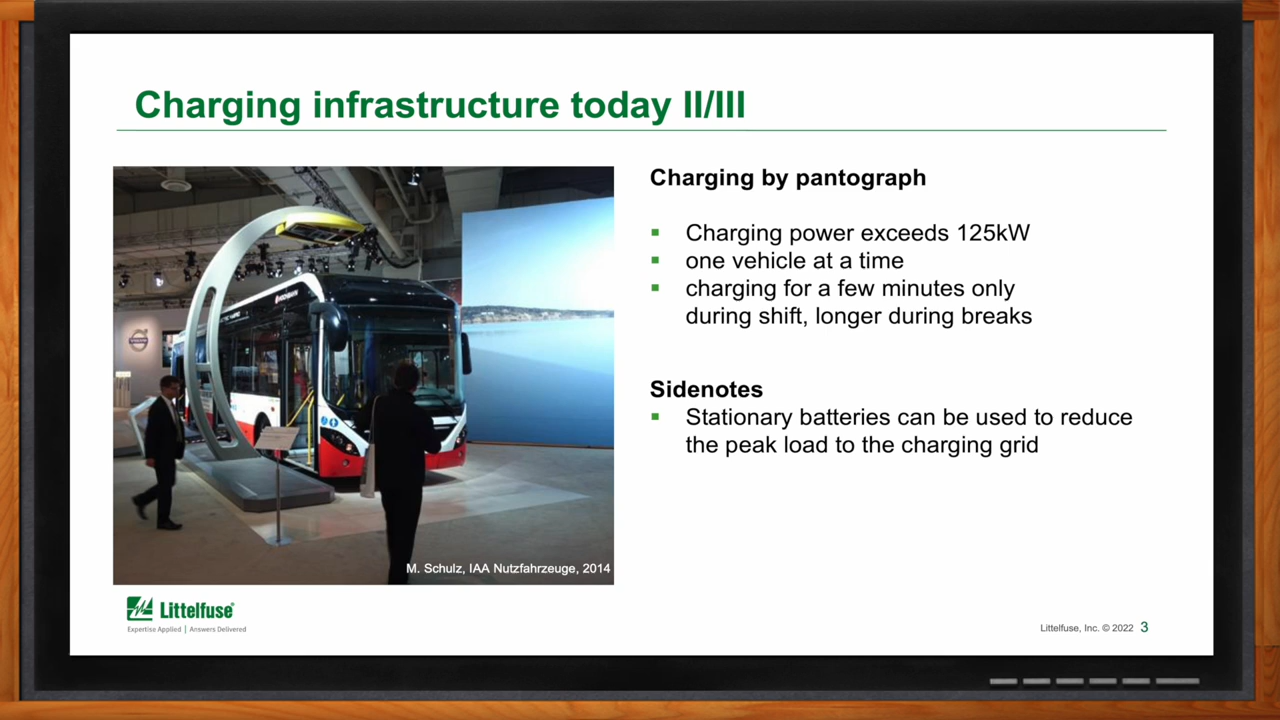 Charging infrastructure today II/III
Charging by pantograph
▪ Charging power exceeds 125kW
▪ one vehicle at a time
▪ charging for a few minutes only
during shift, longer during breaks
Sidenotes
▪ Stationary batteries can be used to reduce
the peak load to the charging grid
M. Schulz, IAA Nutzfahrzeuge, 2014
Littelfuse®
Expertise Applied | Answers Delivered
Littelfuse, Inc. © 2022 3